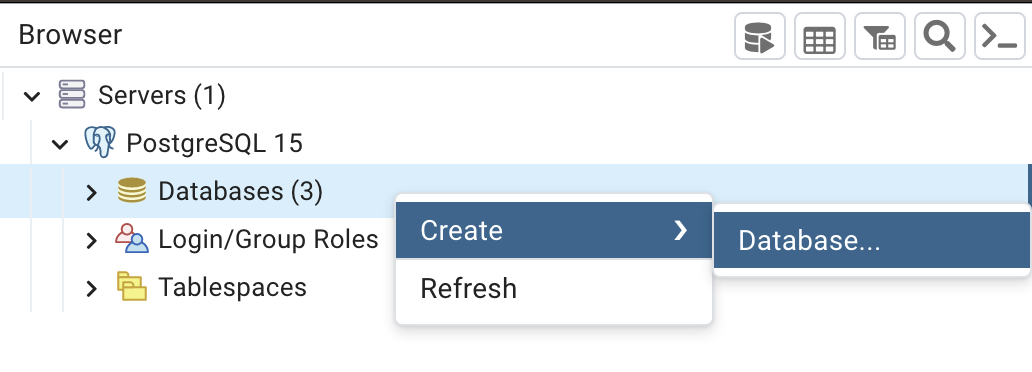 Browser
Servers (1)
PostgreSQL 15
Databases (3)
Create
Database...
Login/Group Roles
Refresh
Tablespaces